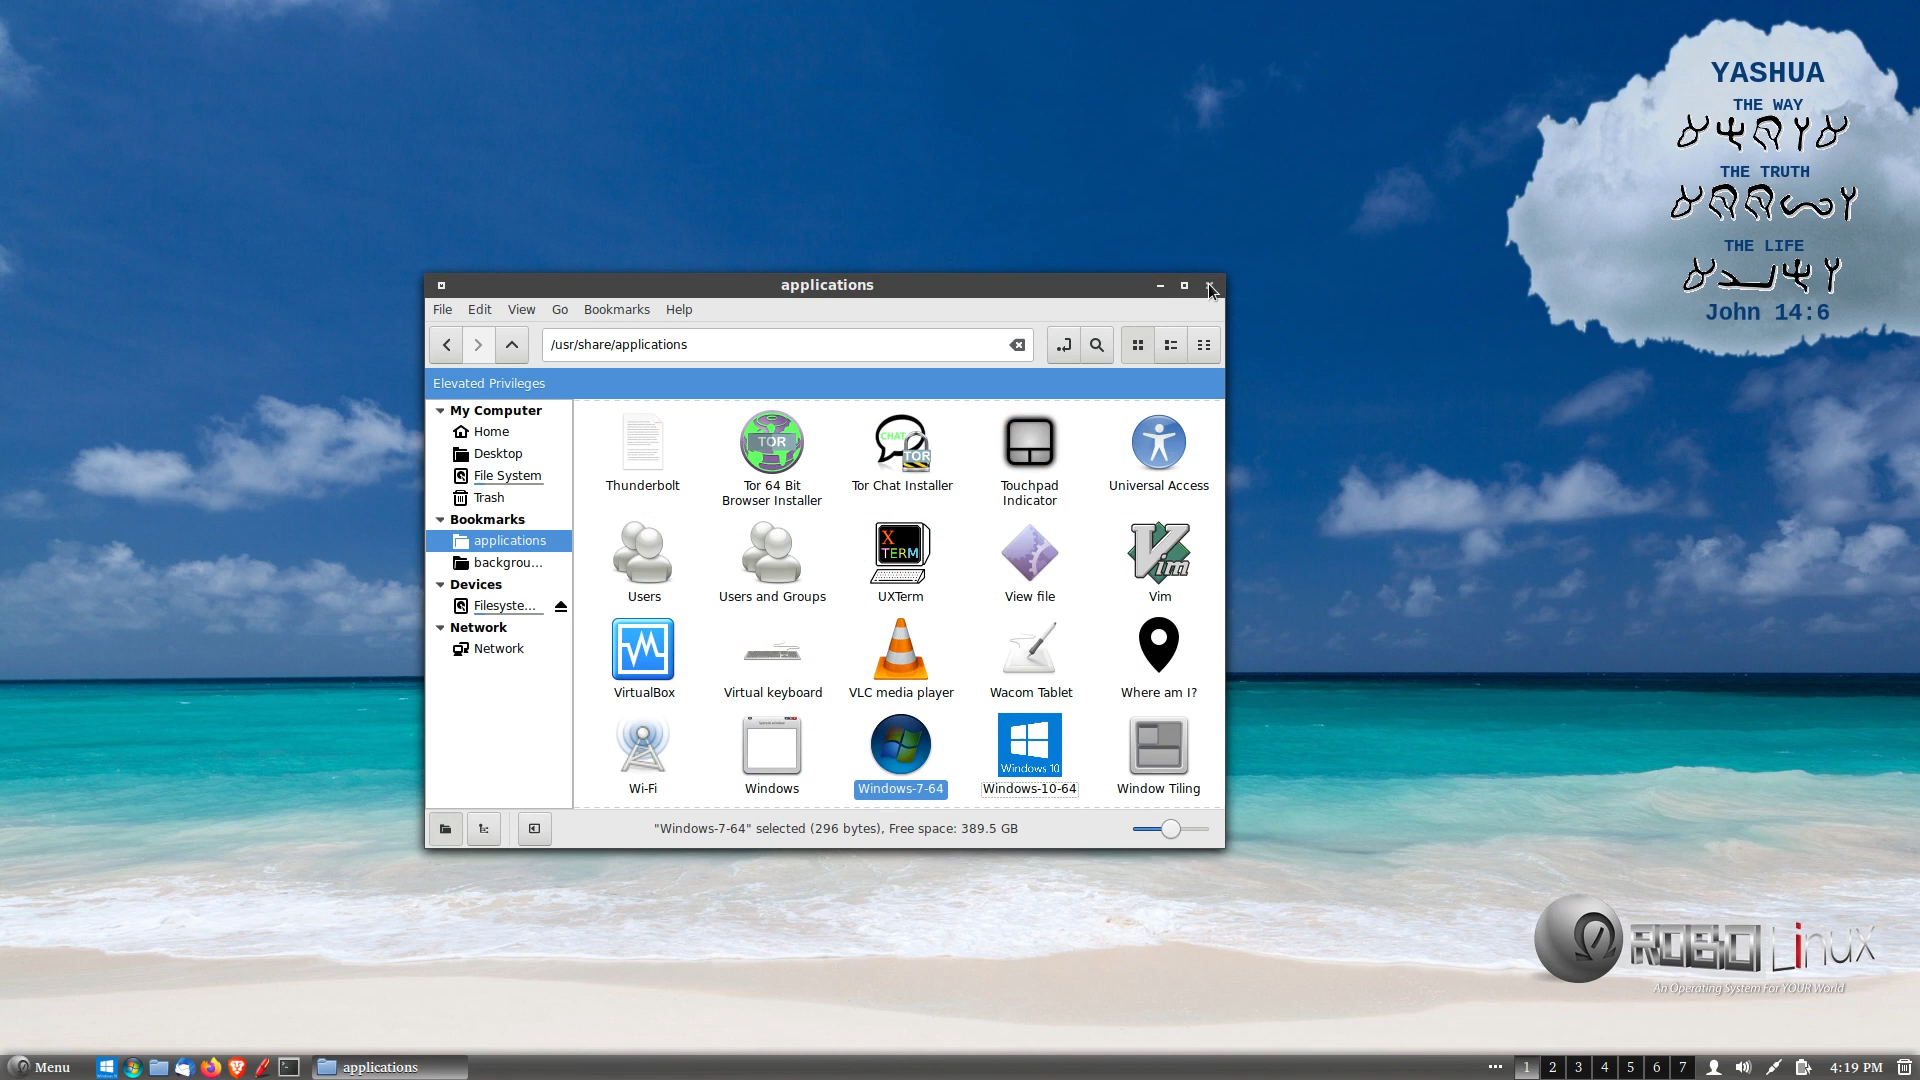 YASHUA
THE WAY
THE TRUTH
THE LIFE
John 14:6
applications
File Edit View Go Bookmarks Help
/usr/share/applications
Elevated Privileges
My Computer
Home
Desktop
File System
Trash
Bookmarks
applications
backgrou...
Devices
Filesyste...
Network
Network
Thunderbolt
TOR
Tor 64 Bit
Browser Installer
CHAT
TOR
Tor Chat Installer
Touchpad
Indicator
Universal Access
Users
Users and Groups
X
TERM
UXTerm
View file
Vim
Vim
VirtualBox
Virtual keyboard
VLC media player
Wacom Tablet
Where am I?
Wi-Fi
Windows
Windows-7-64
Windows 10
Windows-10-64
Window Tiling
"Windows-7-64" selected (296 bytes), Free space: 389.5 GB
ROBOLinux
An Operating System For YOUR World
Menu
applications
1 2 3 4 5 6 7
4:19 PM